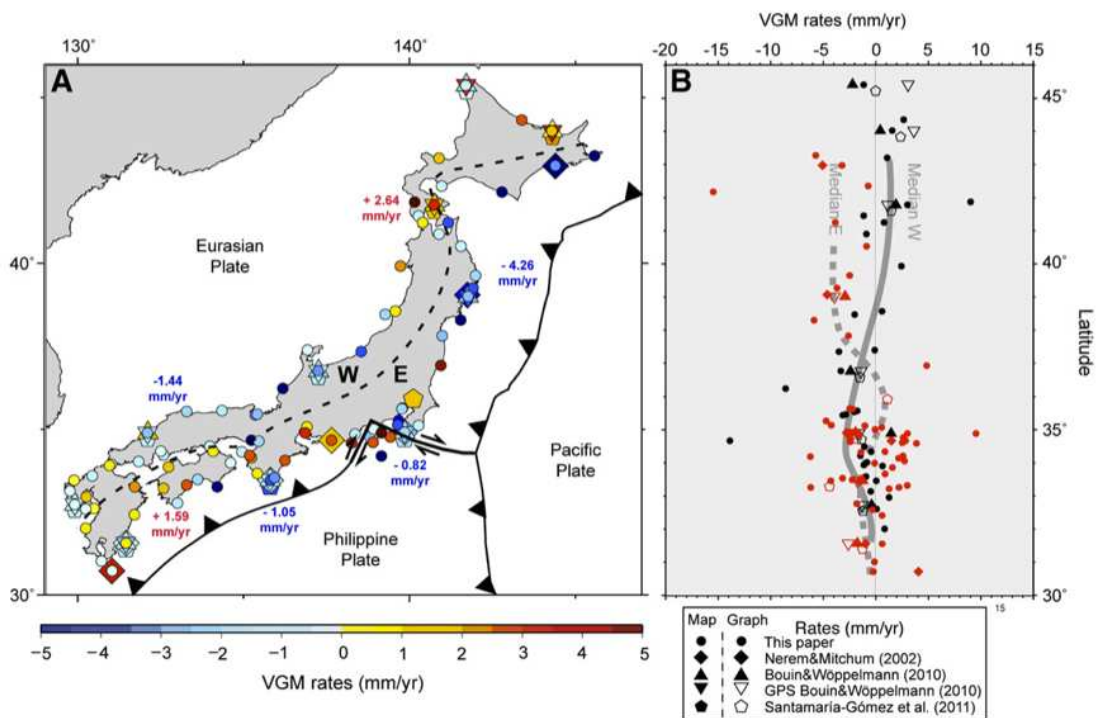 VGM rates (mm/yr)
130˚
140˚
-20 -15 -10 -5 0 5 10 15
A
B
45˚
+ 2.64
mm/yr
Median E
Median W
Eurasian
Plate
40˚
- 4.26
mm/yr
40˚
Latitude
W
E
-1.44
mm/yr
35˚
Pacific
Plate
- 0.82
mm/yr
+ 1.59
mm/yr
- 1.05
mm/yr
Philippine
Plate
30˚
30˚
-5 -4 -3 -2 -1 0 1 2 3 4 5
VGM rates (mm/yr)
15
Map Graph
Rates (mm/yr)
This paper
Nerem&Mitchum (2002)
Bouin&Wöppelmann (2010)
GPS Bouin&Wöppelmann (2010)
Santamaría-Gómez et al. (2011)